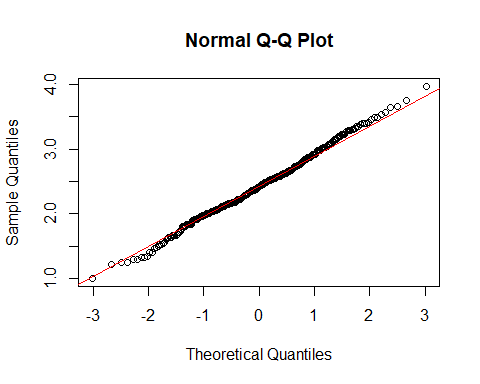 Normal Q-Q Plot
4.0
3.0
2.0
1.0
Sample Quantiles
-3 -2 -1 0 1 2 3
Theoretical Quantiles